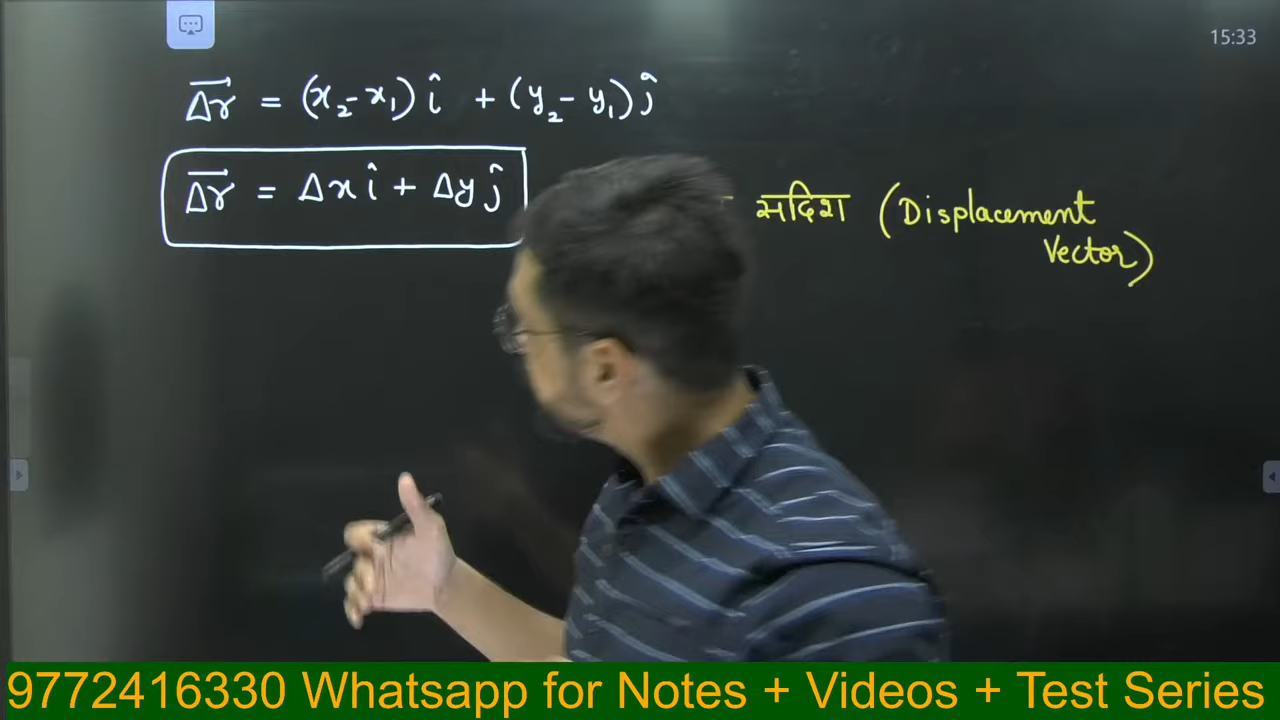 15:33
Δr⃗ = (x₂-x₁) î + (y₂- y₁) ĵ
Δr⃗ = Δx î + Δy ĵ
सदिश (Displacement
Vector)
9772416330 Whatsapp for Notes + Videos + Test Series